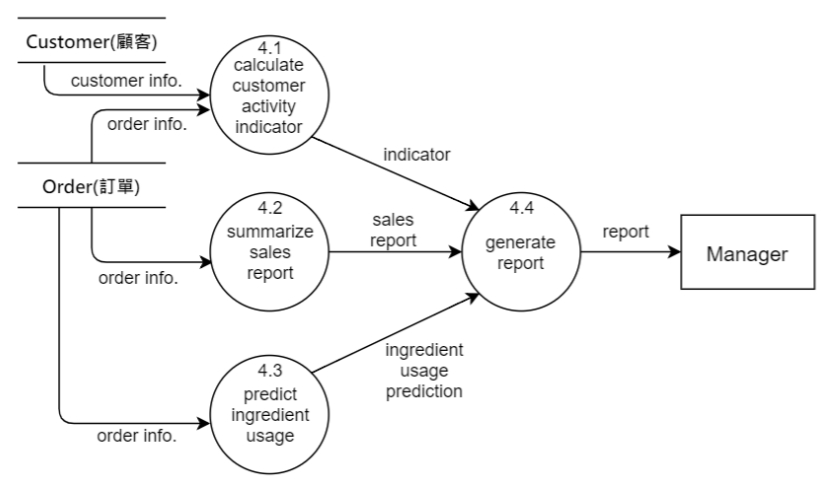 Customer(顧客)
customer info.
order info.
4.1
calculate
customer
activity
indicator
indicator
Order(訂單)
order info.
4.2
summarize
sales
report
sales
report
4.4
generate
report
report
Manager
order info.
4.3
predict
ingredient
usage
ingredient
usage
prediction